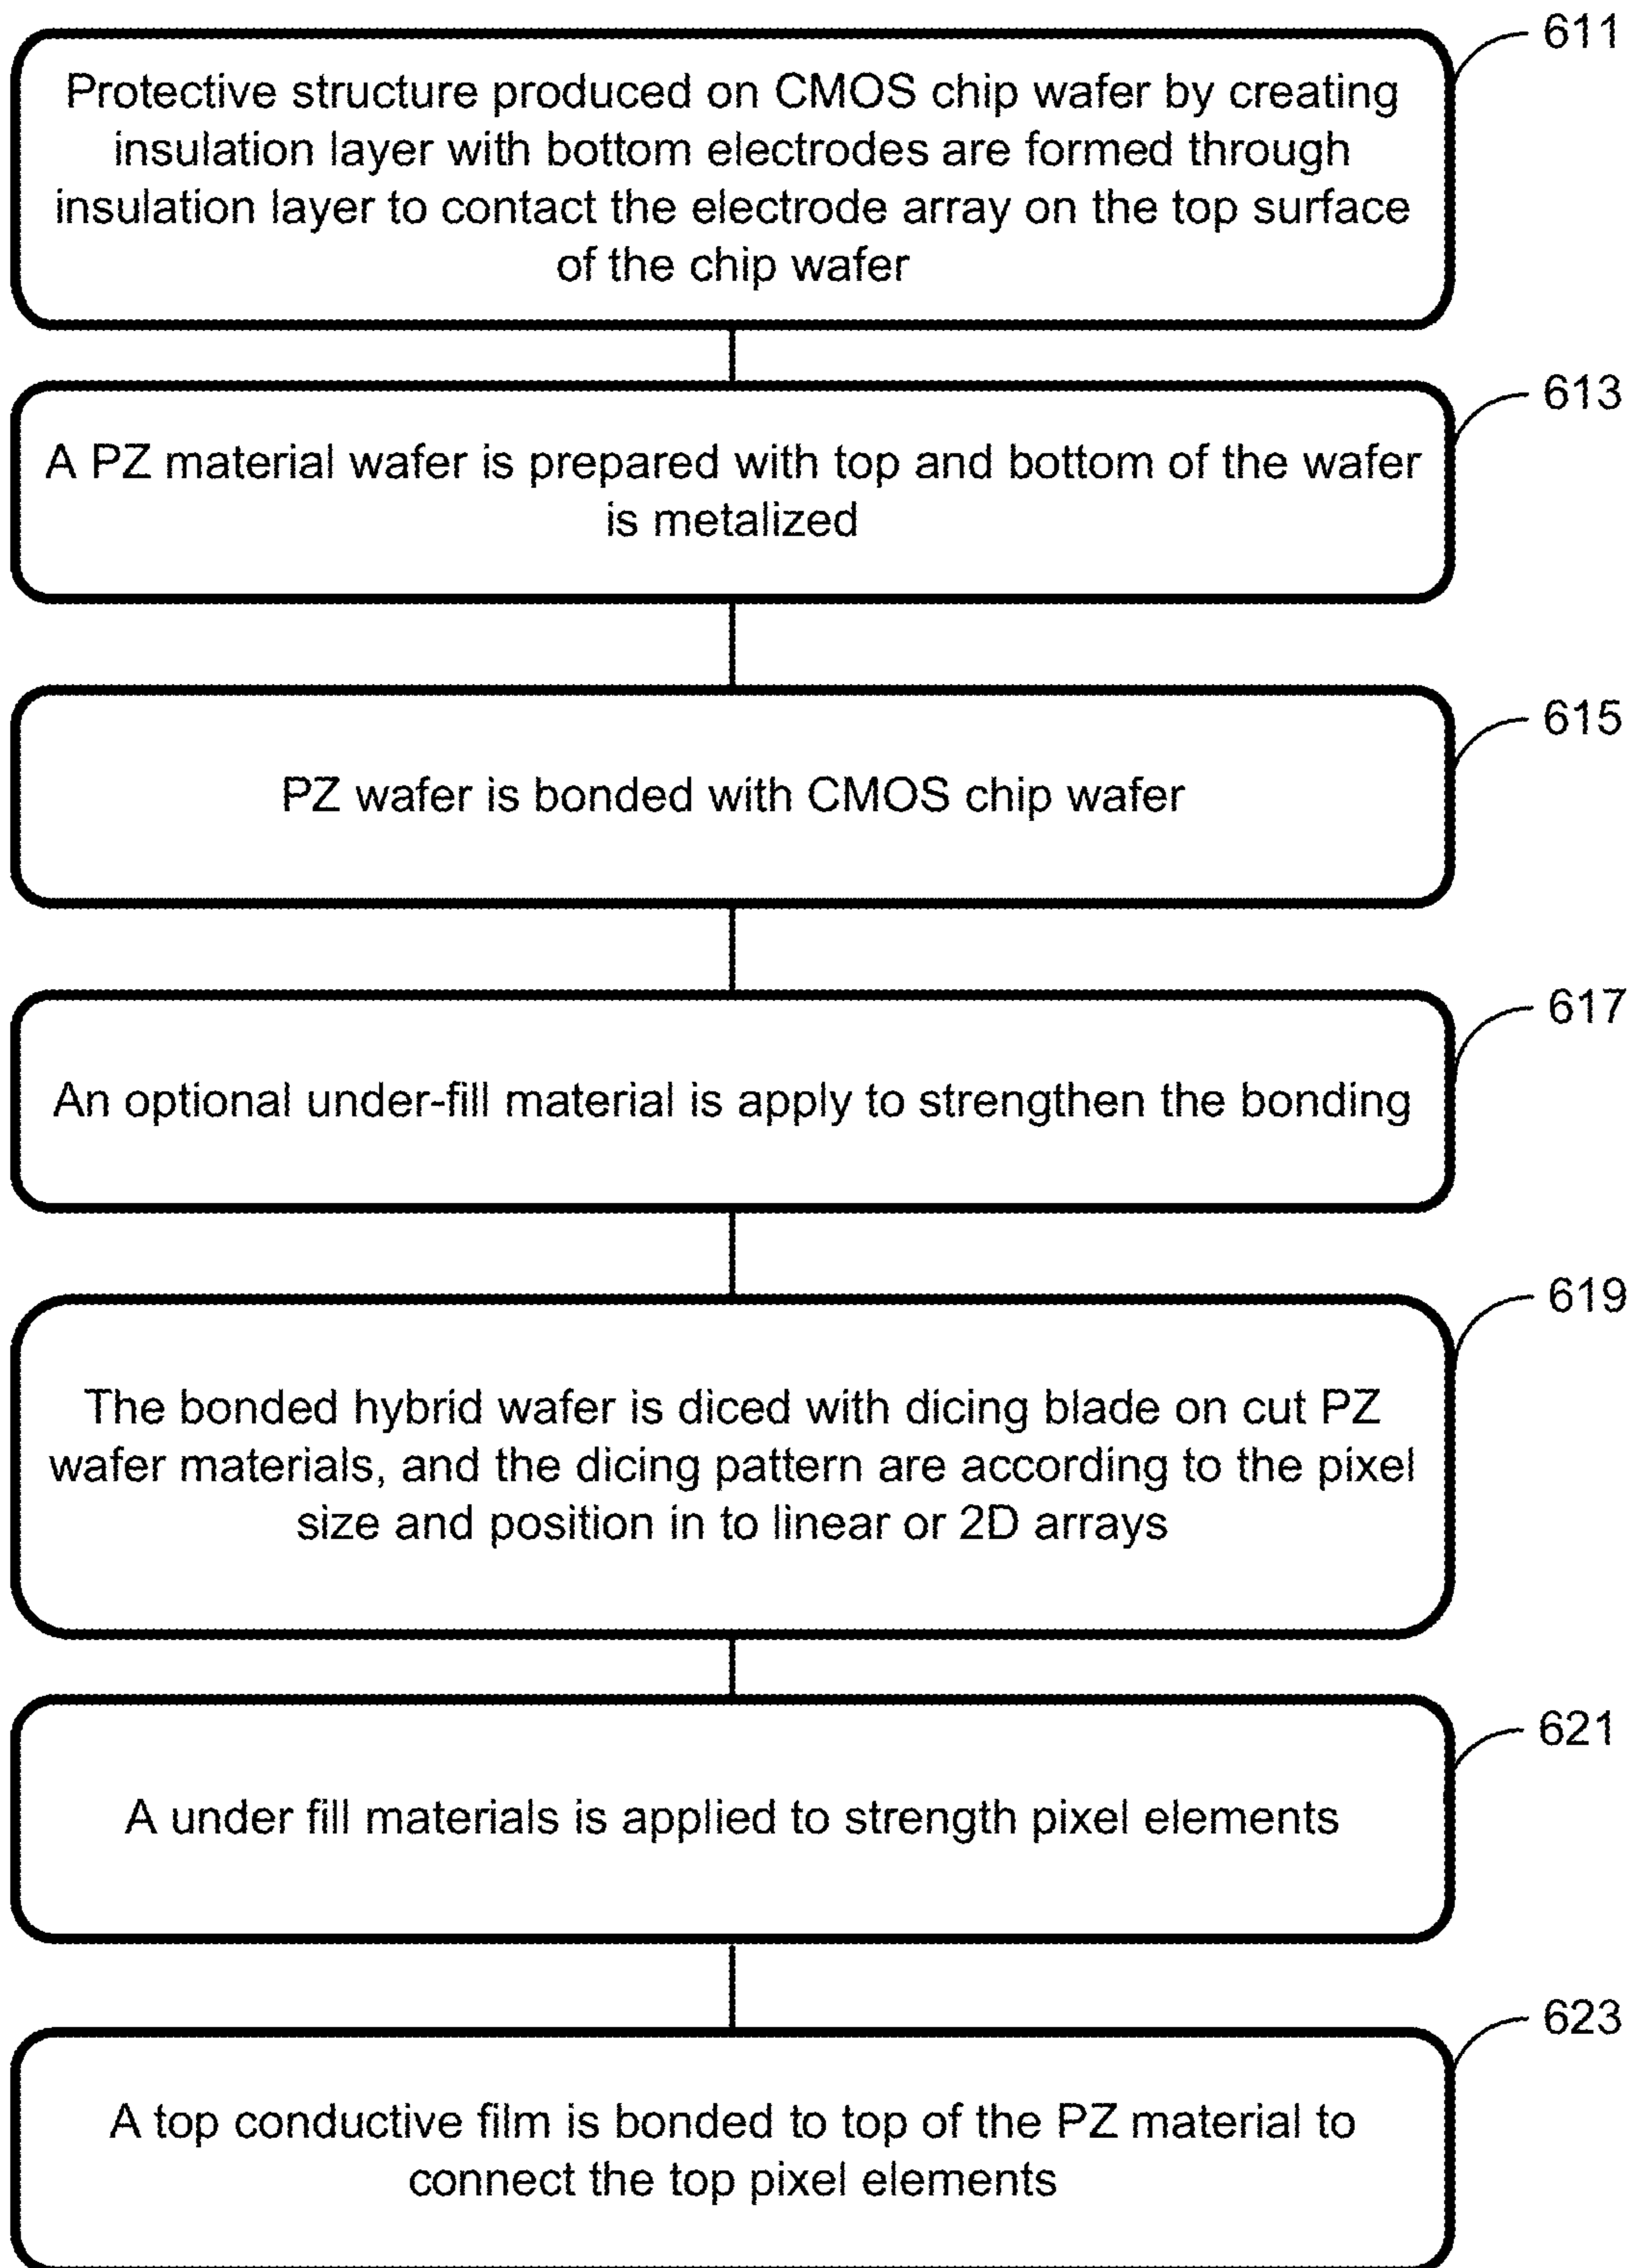 611
Protective structure produced on CMOS chip wafer by creating
insulation layer with bottom electrodes are formed through
insulation layer to contact the electrode array on the top surface
of the chip wafer
613
A PZ material wafer is prepared with top and bottom of the wafer
is metalized
615
PZ wafer is bonded with CMOS chip wafer
617
An optional under-fill material is apply to strengthen the bonding
619
The bonded hybrid wafer is diced with dicing blade on cut PZ
wafer materials, and the dicing pattern are according to the pixel
size and position in to linear or 2D arrays
621
A under fill materials is applied to strength pixel elements
623
A top conductive film is bonded to top of the PZ material to
connect the top pixel elements